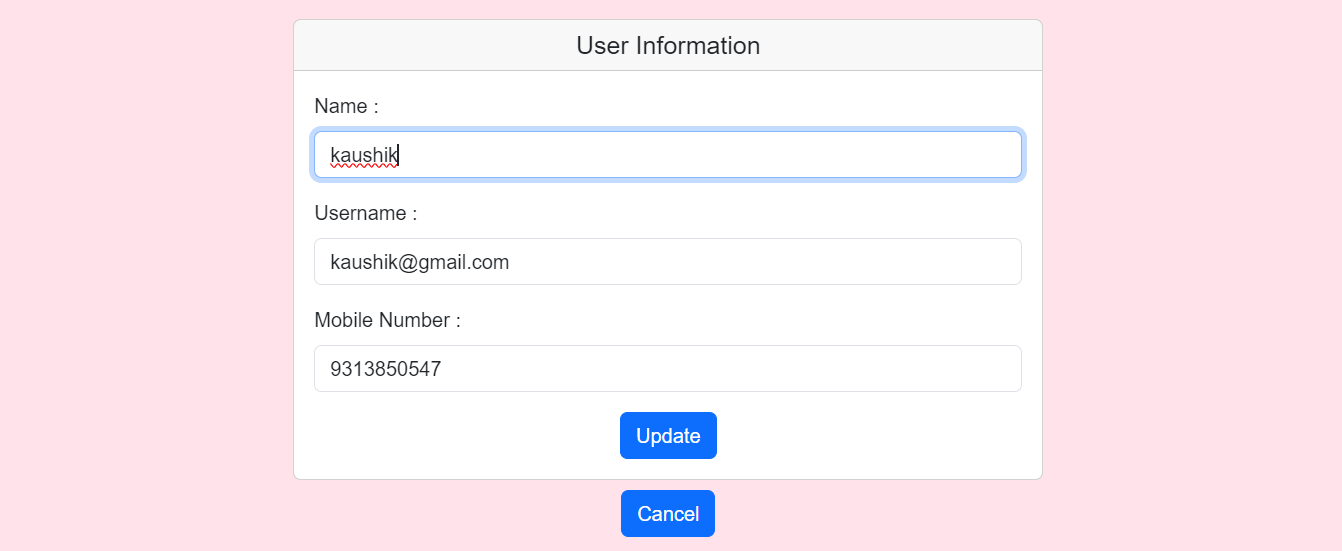 User Information
Name :
kaushik
Username :
kaushik@gmail.com
Mobile Number :
9313850547
Update
Cancel